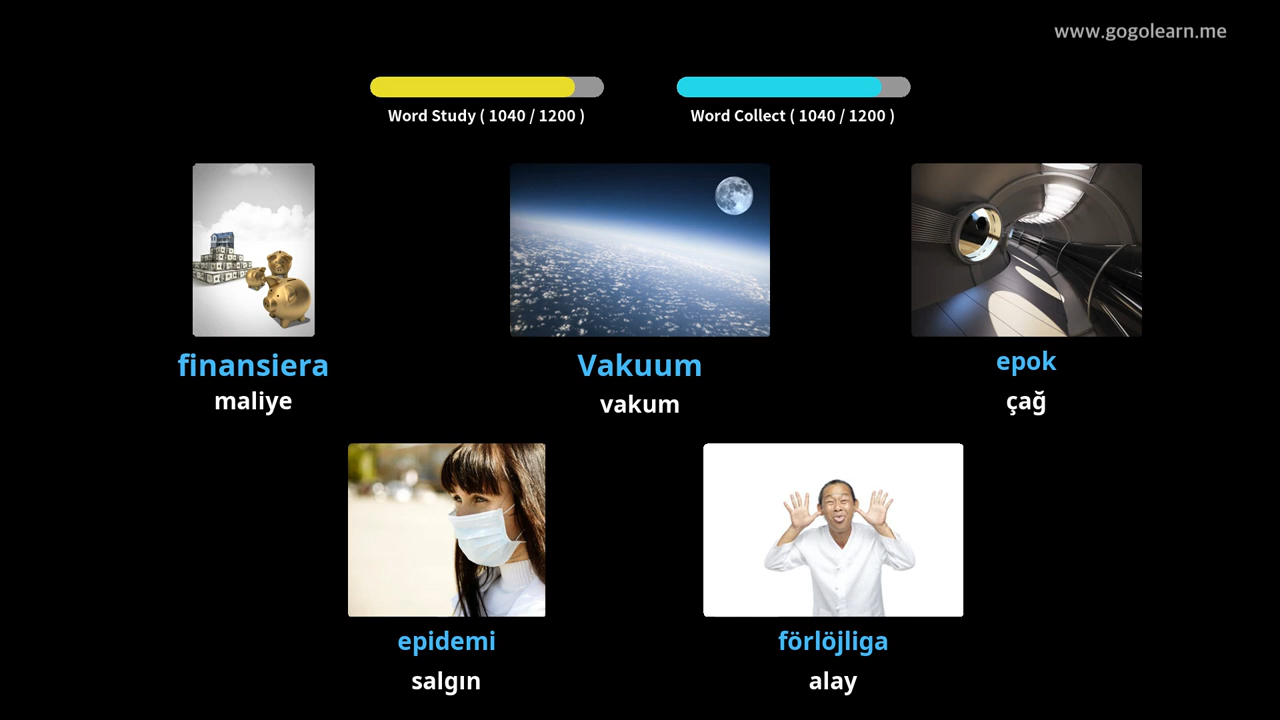 www.gogolearn.me
Word Study ( 1040 / 1200 )
Word Collect ( 1040 / 1200 )
finansiera
maliye
Vakuum
vakum
epok
çağ
epidemi
salgın
förlöjliga
alay